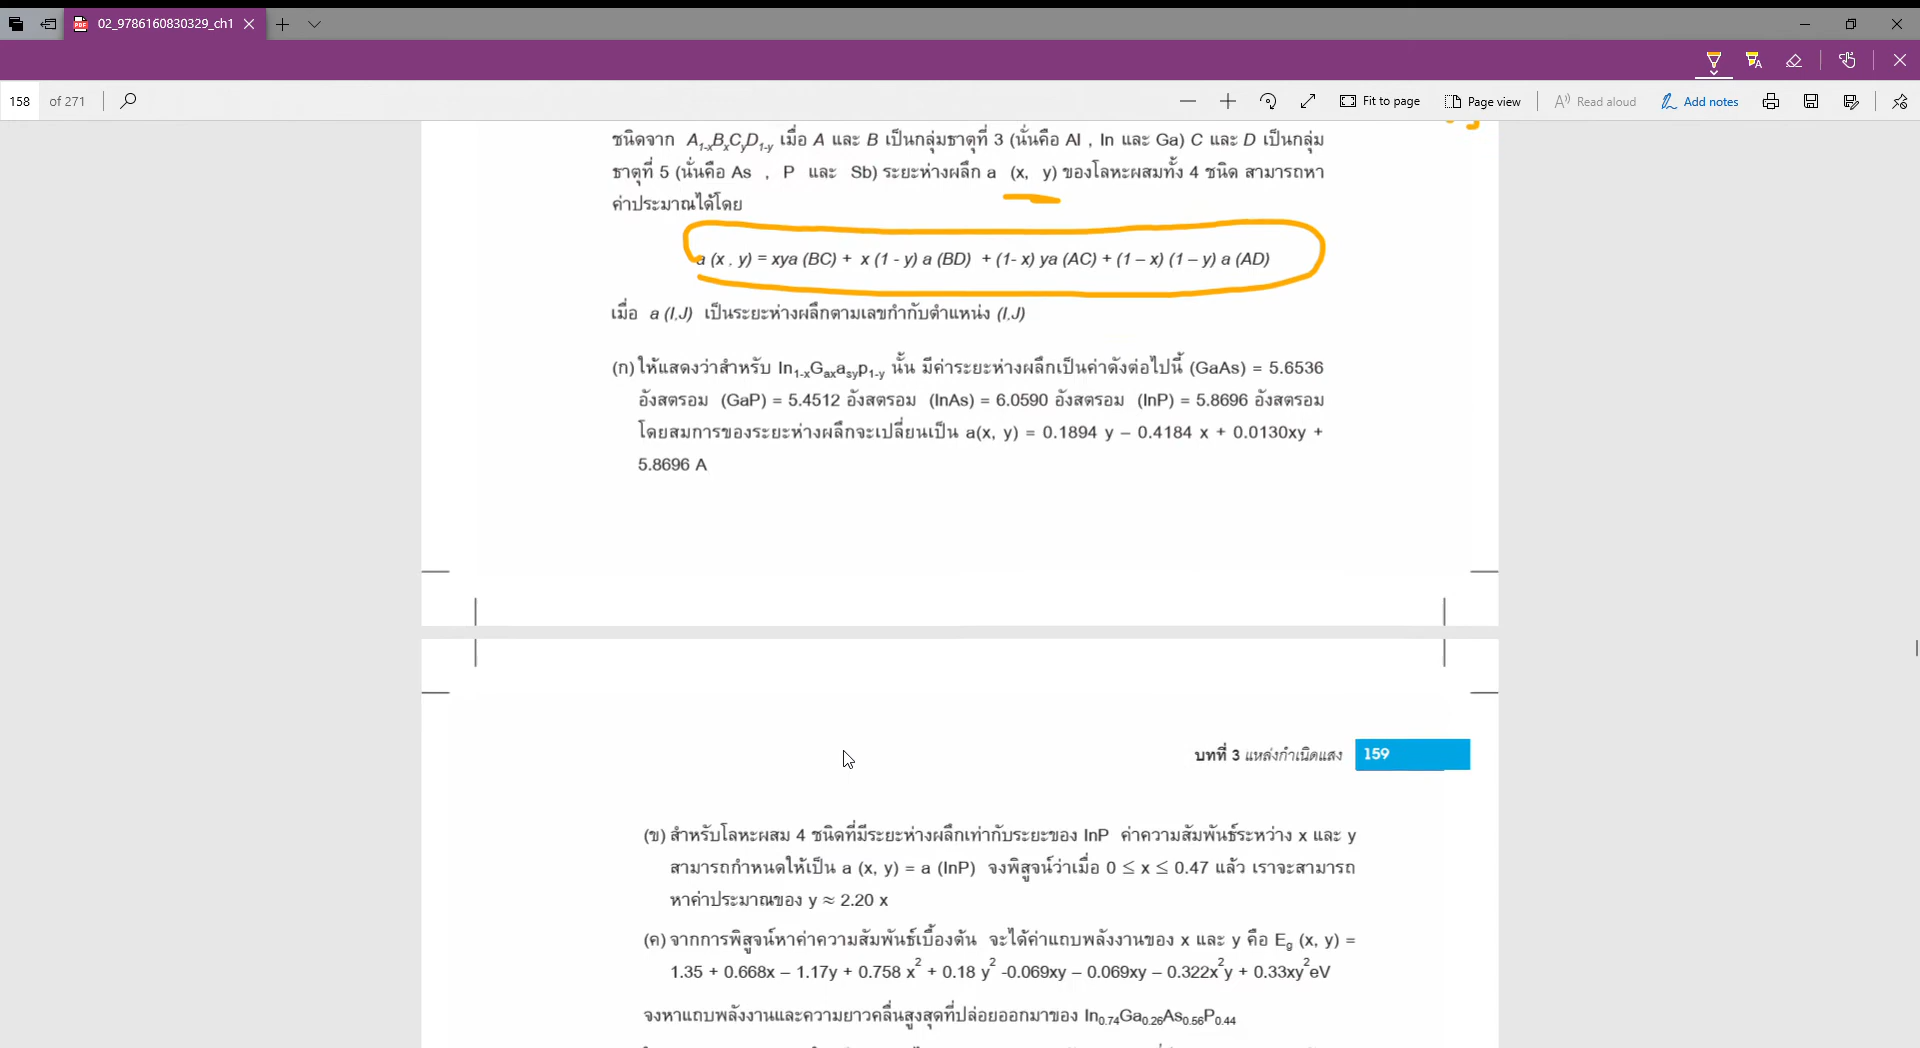 02_9786160830329_ch1
158 of 271
Fit to page
Page view
Read aloud
Add notes
ชนิดจาก A1-xBxCyD1-y เมื่อ A และ B เป็นกลุ่มธาตุที่ 3 (นั่นคือ Al , In และ Ga) C และ D เป็นกลุ่ม
ธาตุที่ 5 (นั่นคือ As , P และ Sb) ระยะห่างผลึก a (x, y) ของโลหะผสมทั้ง 4 ชนิด สามารถหา
ค่าประมาณได้โดย
a (x , y) = xya (BC) + x (1 - y) a (BD) + (1- x) ya (AC) + (1 – x) (1 – y) a (AD)
เมื่อ a (I,J) เป็นระยะห่างผลึกตามเลขกำกับตำแหน่ง (I,J)
(ก) ให้แสดงว่าสำหรับ In1-xGaxasyp1-y นั้น มีค่าระยะห่างผลึกเป็นค่าดังต่อไปนี้ (GaAs) = 5.6536
อังสตรอม (GaP) = 5.4512 อังสตรอม (InAs) = 6.0590 อังสตรอม (InP) = 5.8696 อังสตรอม
โดยสมการของระยะห่างผลึกจะเปลี่ยนเป็น a(x, y) = 0.1894 y – 0.4184 x + 0.0130xy +
5.8696 A
บทที่ 3 แหล่งกำเนิดแสง 159
(ข) สำหรับโลหะผสม 4 ชนิดที่มีระยะห่างผลึกเท่ากับระยะของ InP ค่าความสัมพันธ์ระหว่าง x และ y
สามารถกำหนดให้เป็น a (x, y) = a (InP) จงพิสูจน์ว่าเมื่อ 0 ≤ x ≤ 0.47 แล้ว เราจะสามารถ
หาค่าประมาณของ y ≈ 2.20 x
(ค) จากการพิสูจน์หาค่าความสัมพันธ์เบื้องต้น จะได้ค่าแถบพลังงานของ x และ y คือ Eg (x, y) =
1.35 + 0.668x – 1.17y + 0.758 x² + 0.18 y² -0.069xy – 0.069xy – 0.322x²y + 0.33xy²eV
จงหาแถบพลังงานและความยาวคลื่นสูงสุดที่ปล่อยออกมาของ In0.74Ga0.26As0.56P0.44